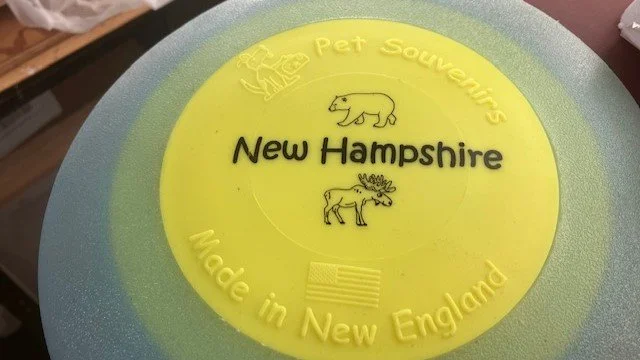 Pet Souvenirs
New Hampshire
Made in New England